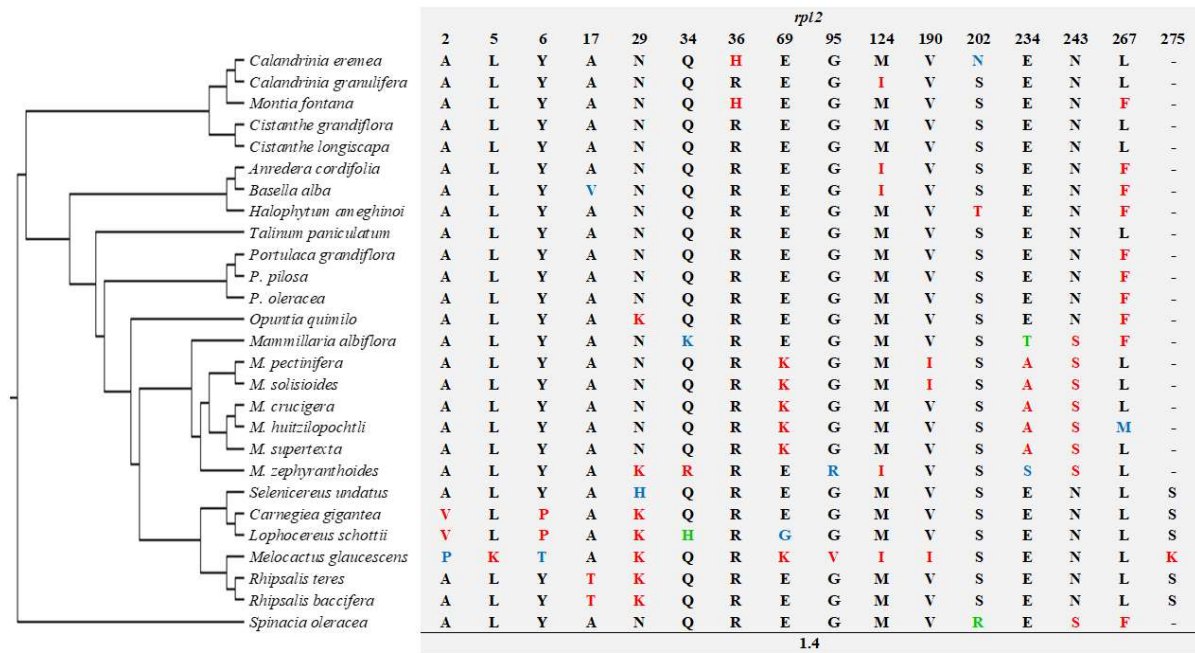 rpl2
2 5 6 17 29 34 36 69 95 124 190 202 234 243 267 275
Calandrinia eremea A L Y A N Q H E G M V N E N L -
Calandrinia granulifera A L Y A N Q R E G I V S E N L -
Montia fontana A L Y A N Q H E G M V S E N F -
Cistanthe grandiflora A L Y A N Q R E G M V S E N L -
Cistanthe longiscapa A L Y A N Q R E G M V S E N L -
Anredera cordifolia A L Y A N Q R E G I V S E N F -
Basella alba A L Y V N Q R E G I V S E N F -
Halophytum ameghinoi A L Y A N Q R E G M V T E N F -
Talinum paniculatum A L Y A N Q R E G M V S E N L -
Portulaca grandiflora A L Y A N Q R E G M V S E N F -
P. pilosa A L Y A N Q R E G M V S E N F -
P. oleracea A L Y A N Q R E G M V S E N F -
Opuntia quimilo A L Y A K Q R E G M V S E N F -
Mammillaria albiflora A L Y A N K R E G M V S T S F -
M. pectinifera A L Y A N Q R K G M I S A S L -
M. solisioides A L Y A N Q R K G M I S A S L -
M. crucigera A L Y A N Q R K G M V S A S L -
M. huitzilopochtli A L Y A N Q R K G M V S A S M -
M. supertexta A L Y A N Q R K G M V S A S L -
M. zephyranthoides A L Y A K R R E R I V S S S L -
Selenicereus undatus A L Y A H Q R E G M V S E N L S
Carnegiea gigantea V L P A K Q R E G M V S E N L S
Lophocereus schottii V L P A K H R G G M V S E N L S
Melocactus glaucescens P K T A K Q R K V I I S E N L K
Rhipsalis teres A L Y T K Q R E G M V S E N L S
Rhipsalis baccifera A L Y T K Q R E G M V S E N L S
Spinacia oleracea A L Y A N Q R E G M V R E S F -
1.4